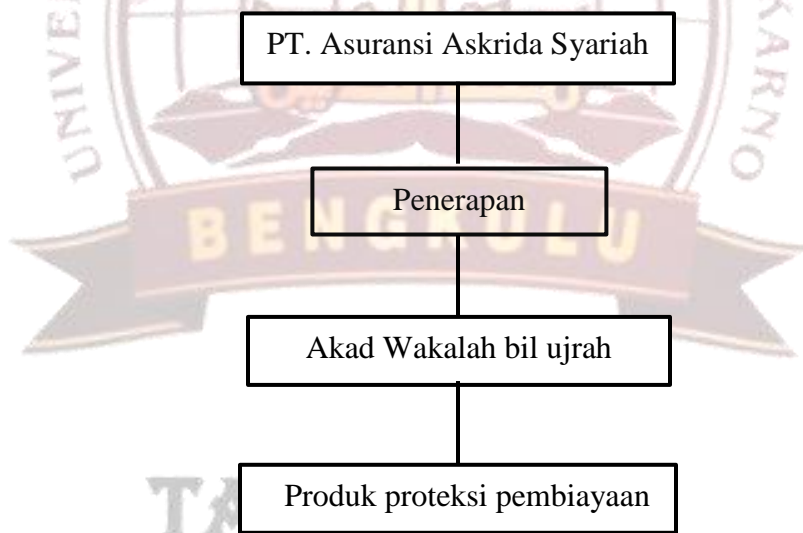 PT. Asuransi Askrida Syariah
Penerapan
BENGKULU
Akad Wakalah bil ujrah
Produk proteksi pembiayaan